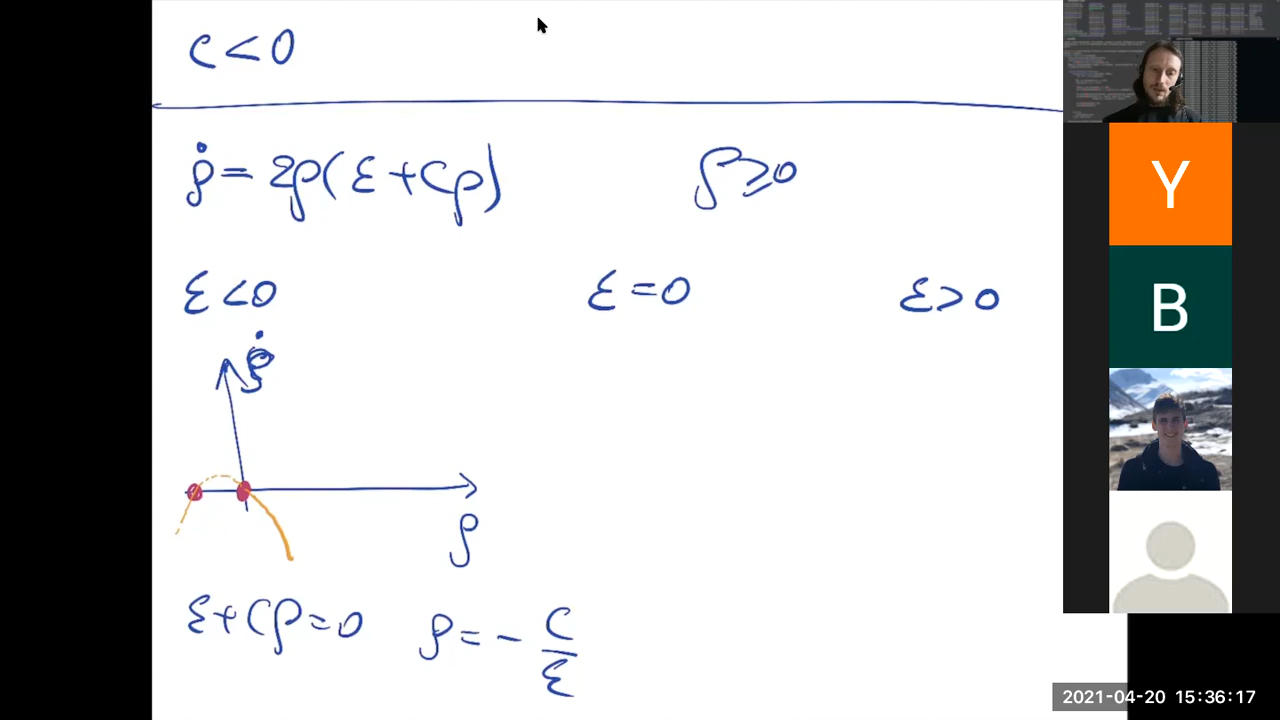 C < 0
ρ̇ = 2ρ(ε + Cρ) ρ ≥ 0
ε < 0 ε = 0 ε > 0
ρ̇
ρ
ε + Cρ = 0 ρ = - C/ε
Y
B
2021-04-20 15:36:17